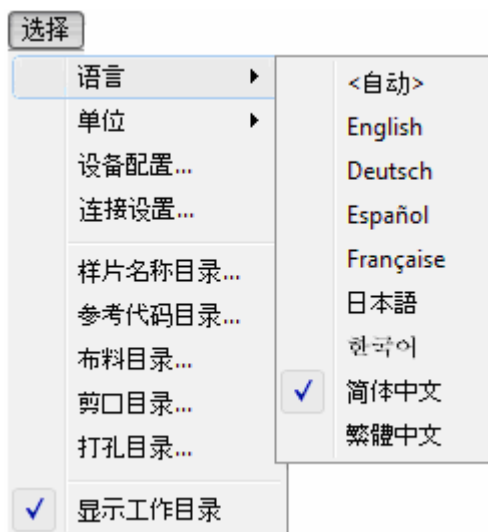 选择
语言
单位
设备配置...
连接设置...
样片名称目录...
参考代码目录...
布料目录...
剪口目录...
打孔目录...
显示工作目录
<自动>
English
Deutsch
Español
Française
日本語
한국어
简体中文
繁體中文